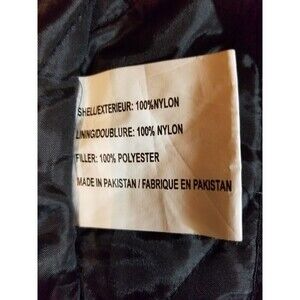 SHELL/EXTERIEUR: 100%NYLON
LINING/DOUBLURE: 100% NYLON
FILLER: 100% POLYESTER
MADE IN PAKISTAN / FABRIQUE EN PAKISTAN